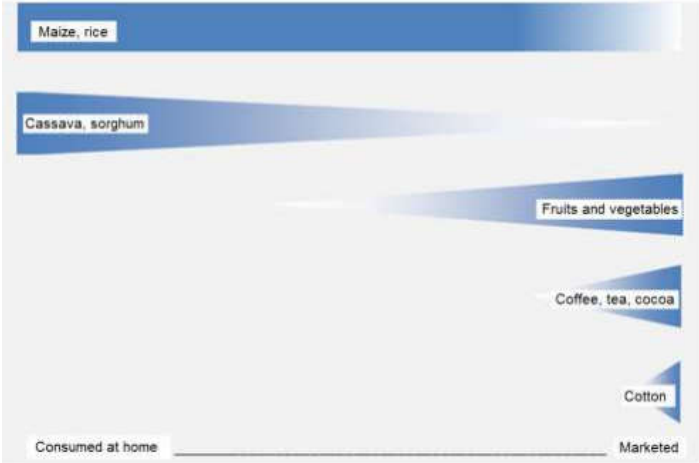 Maize, rice
Cassava, sorghum
Fruits and vegetables
Coffee, tea, cocoa
Cotton
Consumed at home
Marketed